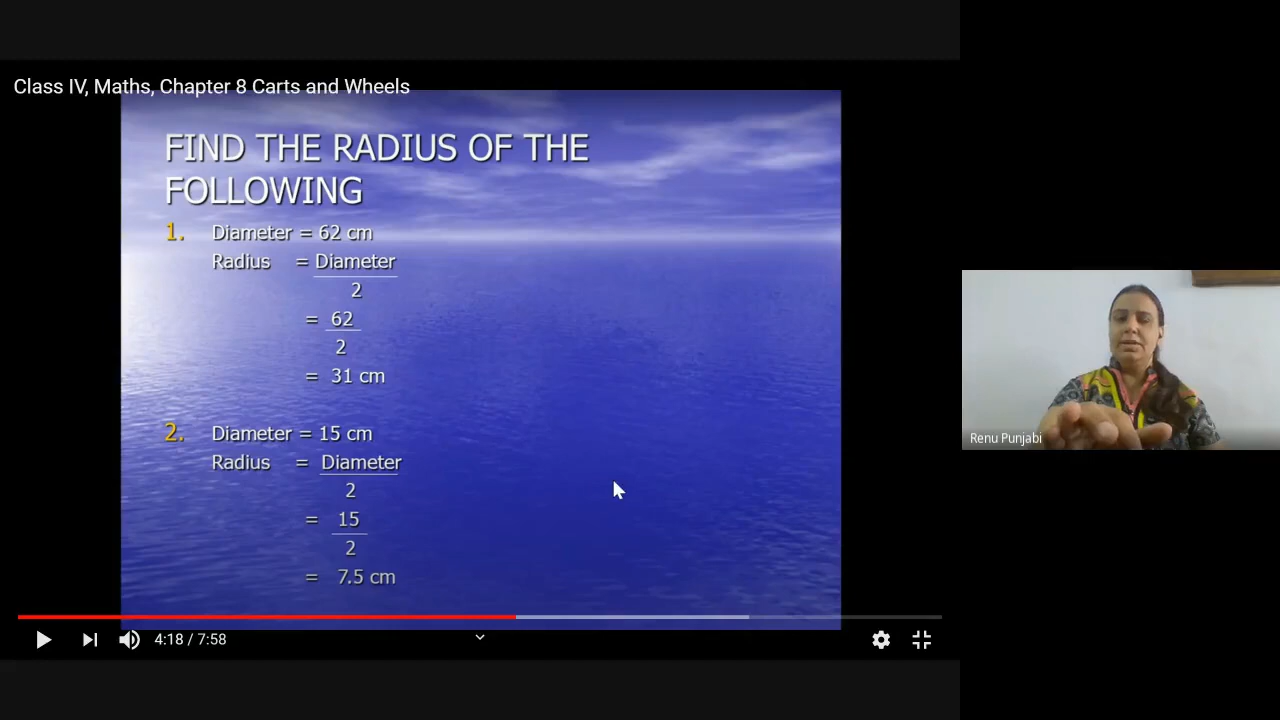 Class IV, Maths, Chapter 8 Carts and Wheels
FIND THE RADIUS OF THE
FOLLOWING
1. Diameter = 62 cm
Radius = Diameter
2
= 62
2
= 31 cm
2. Diameter = 15 cm
Radius = Diameter
2
= 15
2
= 7.5 cm
4:18 / 7:58
Renu Punjabi